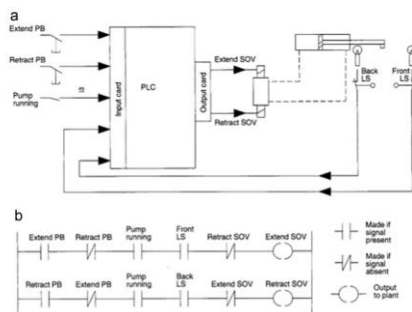 a
Extend PB
Retract PB
Pump
running
Input card
PLC
Output card
Extend SOV
Retract SOV
Back
LS
Front
LS
b
Extend PB
Retract PB
Pump
running
Front
LS
Retract SOV
Extend SOV
Retract PB
Extend PB
Pump
running
Back
LS
Extend SOV
Retract SOV
Made if
signal
present
Made if
signal
absent
Output
to plant